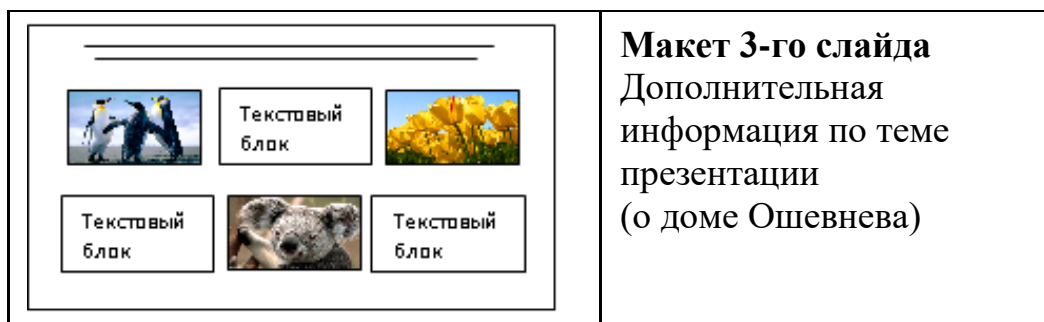 Текстовый
блок
Текстовый
блок
Текстовый
блок
Макет 3-го слайда
Дополнительная
информация по теме
презентации
(о доме Ошевнева)